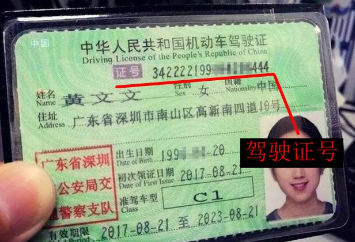 中国
中华人民共和国机动车驾驶证
Driving License of the People's Republic of China
证号 342222199 444
姓名 黄文文 性别 女 国籍 中国
Name Sex
住址 广东省深圳市南山区高新南四道18号
Address
驾驶证号
广东省深圳
市公安局交
通警察支队
出生日期 199 -20
Date of Birth
初次领证日期 2017-08-21
Date of First Issue
准驾车型 C1
Class
有效期限 2017-08-21 至 2023-08-21